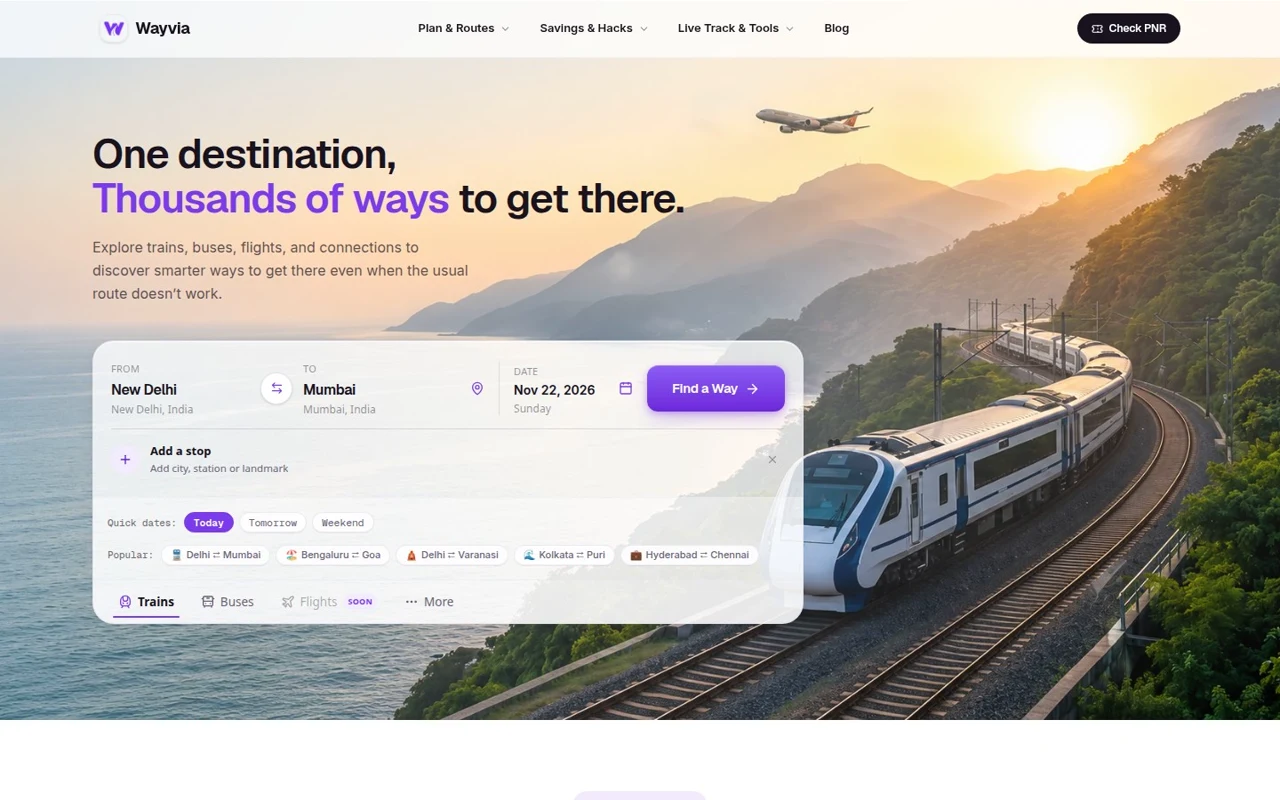 Wayvia
Plan & Routes
Savings & Hacks
Live Track & Tools
Blog
Check PNR
One destination,
Thousands of ways to get there.
Explore trains, buses, flights, and connections to
discover smarter ways to get there even when the usual
route doesn’t work.
FROM
New Delhi
New Delhi, India
TO
Mumbai
Mumbai, India
DATE
Nov 22, 2026
Sunday
Find a Way
Add a stop
Add city, station or landmark
Quick dates: Today Tomorrow Weekend
Popular: Delhi ⇄ Mumbai Bengaluru ⇄ Goa Delhi ⇄ Varanasi Kolkata ⇄ Puri Hyderabad ⇄ Chennai
Trains Buses Flights SOON More